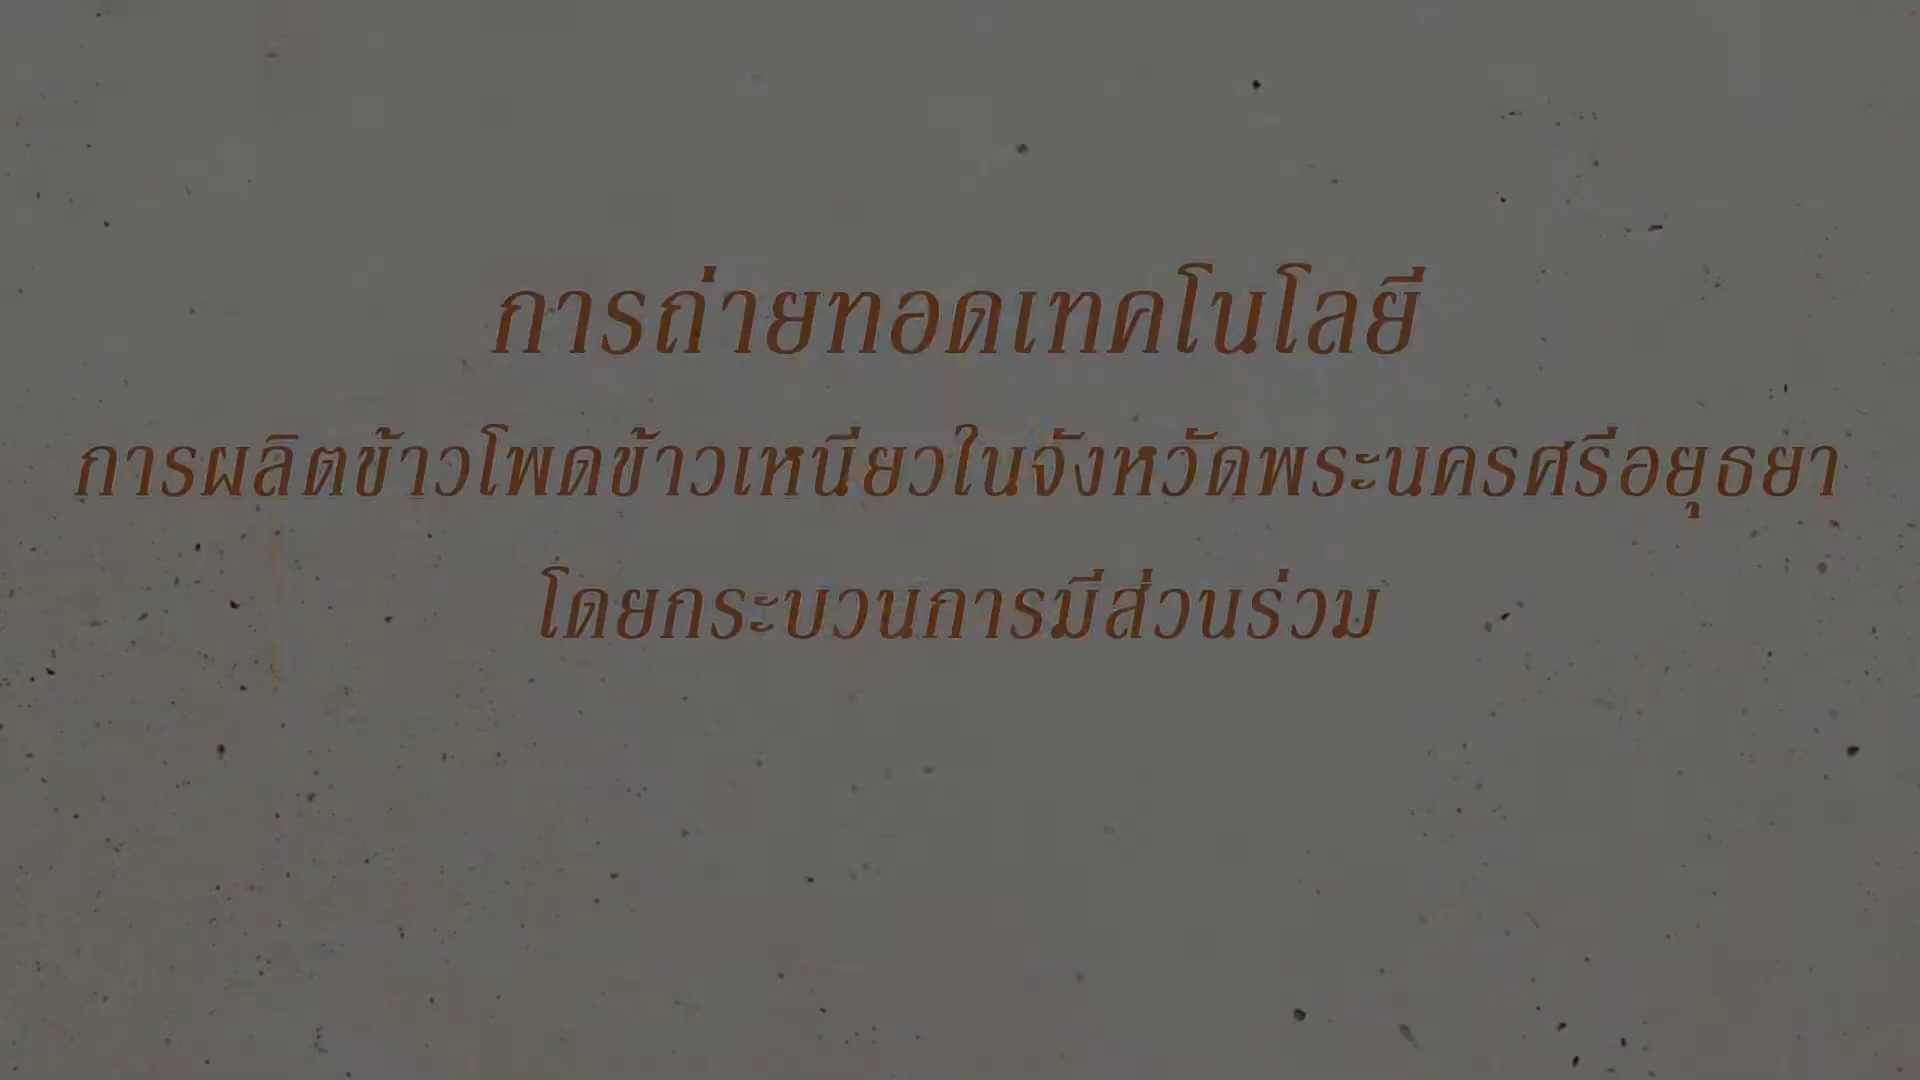 การถ่ายทอดเทคโนโลยี
การผลิตข้าวโพดข้าวเหนียวในจังหวัดพระนครศรีอยุธยา
โดยกระบวนการมีส่วนร่วม